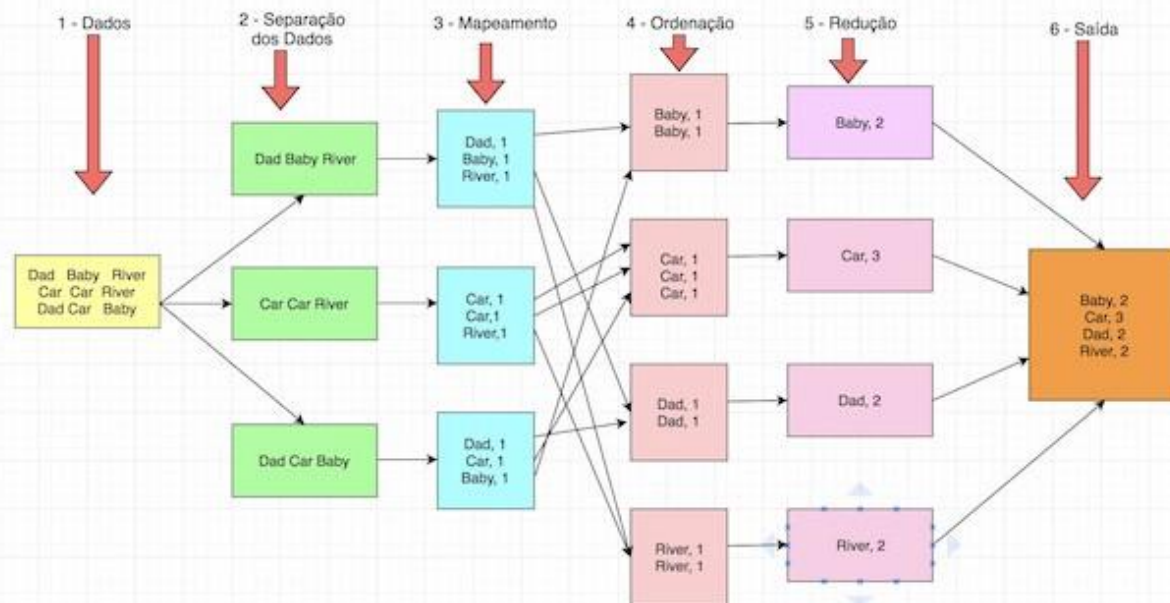 1 - Dados
2 - Separação
dos Dados
3 - Mapeamento
4 - Ordenação
5 - Redução
6 - Saída
Dad Baby River
Car Car River
Dad Car Baby
Dad Baby River
Car Car River
Dad Car Baby
Dad, 1
Baby, 1
River, 1
Car, 1
Car,1
River,1
Dad, 1
Car, 1
Baby, 1
Baby, 1
Baby, 1
Car, 1
Car, 1
Car, 1
Dad, 1
Dad, 1
River, 1
River, 1
Baby, 2
Car, 3
Dad, 2
River, 2
Baby, 2
Car, 3
Dad, 2
River, 2